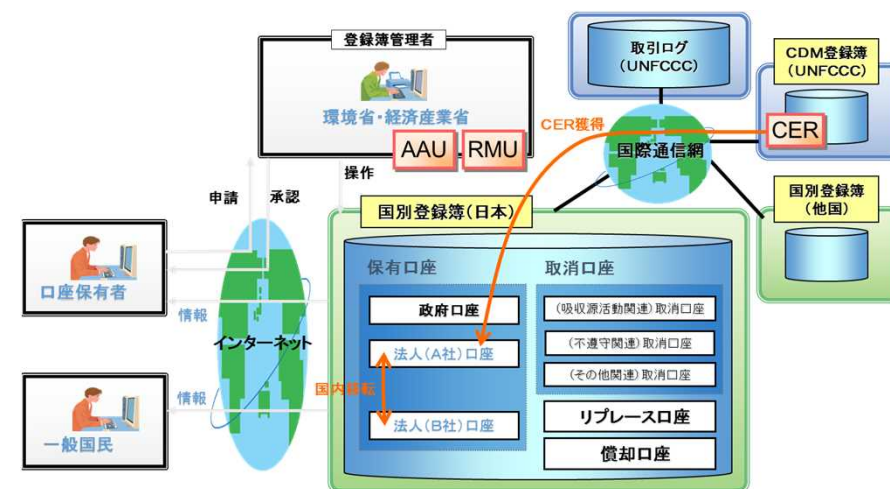 登録簿管理者
環境省・経済産業省
AAU
RMU
取引ログ
(UNFCCC)
CDM登録簿
(UNFCCC)
CER
CER獲得
国際通信網
国別登録簿
(他国)
操作
申請
承認
国別登録簿(日本)
口座保有者
情報
インターネット
情報
一般国民
保有口座
政府口座
法人(A社)口座
国内移転
法人(B社)口座
取消口座
(吸収源活動関連)取消口座
(不遵守関連)取消口座
(その他関連)取消口座
リプレース口座
償却口座